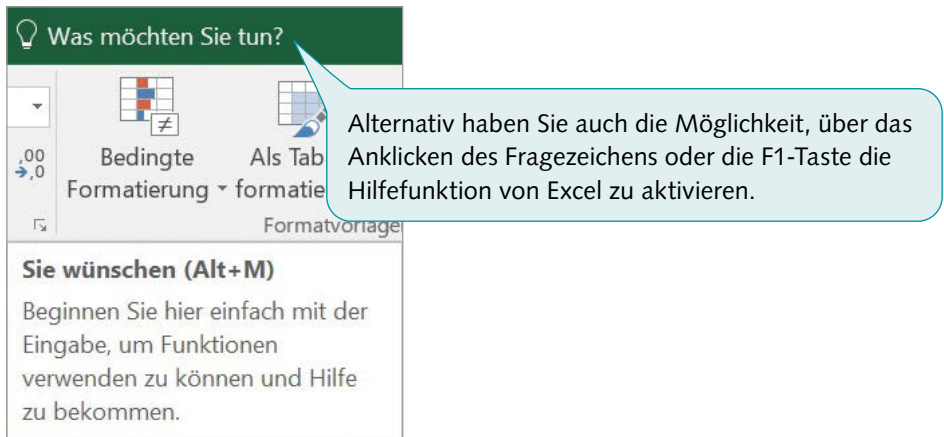 Was möchten Sie tun?
Alternativ haben Sie auch die Möglichkeit, über das
Anklicken des Fragezeichens oder die F1-Taste die
Hilfefunktion von Excel zu aktivieren.
≠
,00
,0
Bedingte
Formatierung
Als Tab
formatie
Formatvorlage
Sie wünschen (Alt+M)
Beginnen Sie hier einfach mit der
Eingabe, um Funktionen
verwenden zu können und Hilfe
zu bekommen.